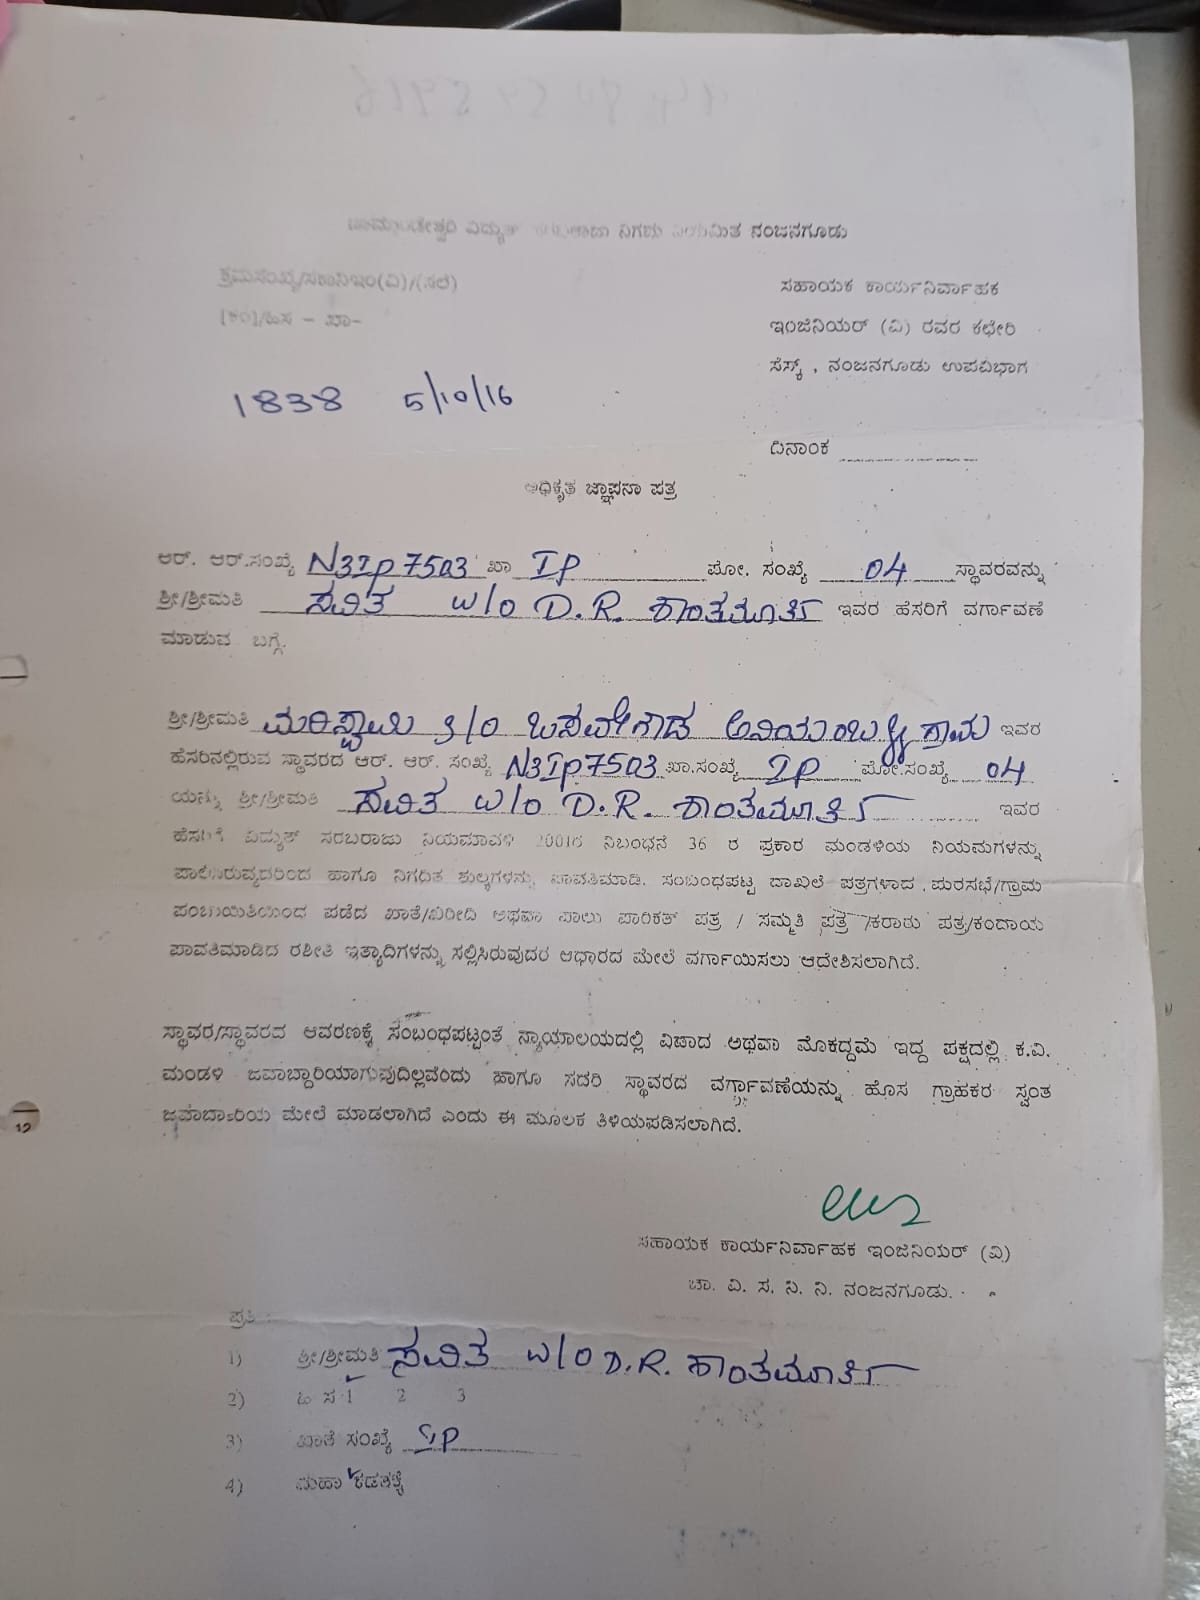 ಚಾಮುಂಡೇಶ್ವರಿ ವಿದ್ಯುತ್ ನಿಗಮ ನಿಯಮಿತ ನಂಜನಗೂಡು
ಕ್ರಮಸಂಖ್ಯೆ/ಸಕಾನಿಇಂ(ವಿ)/
ಸಹಾಯಕ ಕಾರ್ಯನಿರ್ವಾಹಕ
ಇಂಜಿನಿಯರ್ (ವಿ) ರವರ ಕಛೇರಿ
ಸೆಸ್ಕ್, ನಂಜನಗೂಡು ಉಪವಿಭಾಗ
1838 5/10/16
ದಿನಾಂಕ
ಅಧಿಕೃತ ಜ್ಞಾಪನಾ ಪತ್ರ
ಆರ್. ಆರ್.ಸಂಖ್ಯೆ N3IP7503 ಖಾ IP ಪೋ. ಸಂಖ್ಯೆ 04 ಸ್ಥಾವರವನ್ನು
ಶ್ರೀ/ಶ್ರೀಮತಿ ಸವಿತ w/o D.R. ಕಾಂತಮೂರ್ತಿ ಇವರ ಹೆಸರಿಗೆ ವರ್ಗಾವಣೆ
ಮಾಡುವ ಬಗ್ಗೆ.
ಶ್ರೀ/ಶ್ರೀಮತಿ ಮರಿಸ್ವಾಮಿ S/O ಬಸವೇಗೌಡ ಗ್ರಾಮ ಇವರ
ಹೆಸರಿನಲ್ಲಿರುವ ಸ್ಥಾವರದ ಆರ್. ಆರ್. ಸಂಖ್ಯೆ N3IP7503 ಖಾ.ಸಂಖ್ಯೆ IP ಪೋ.ಸಂಖ್ಯೆ 04
ಯನ್ನು ಶ್ರೀ/ಶ್ರೀಮತಿ ಸವಿತ w/o D.R. ಕಾಂತಮೂರ್ತಿ ಇವರ
ಹೆಸರಿಗೆ ವಿದ್ಯುತ್ ಸರಬರಾಜು ನಿಯಮಾವಳಿ ನಿಬಂಧನೆ 36 ರ ಪ್ರಕಾರ ಮಂಡಳಿಯ ನಿಯಮಗಳನ್ನು
ಪಾಲಿಸಿರುವುದರಿಂದ ಹಾಗೂ ನಿಗದಿತ ಶುಲ್ಕಗಳನ್ನು ಪಾವತಿಮಾಡಿ. ಸಂಬಂಧಪಟ್ಟ ದಾಖಲೆ ಪತ್ರಗಳಾದ ಪುರಸಭೆ/ಗ್ರಾಮ
ಪಂಚಾಯಿತಿಯಿಂದ ಪಡೆದ ಖಾತೆ/ಖರೀದಿ ಅಥವಾ ಪಾಲು ಪಾರಿಕತ್ ಪತ್ರ / ಸಮ್ಮತಿ ಪತ್ರ /ಕರಾರು ಪತ್ರ/ಕಂದಾಯ
ಪಾವತಿಮಾಡಿದ ರಶೀತಿ ಇತ್ಯಾದಿಗಳನ್ನು ಸಲ್ಲಿಸಿರುವುದರ ಆಧಾರದ ಮೇಲೆ ವರ್ಗಾಯಿಸಲು ಆದೇಶಿಸಲಾಗಿದೆ.
ಸ್ಥಾವರ/ಸ್ಥಾವರದ ಆವರಣಕ್ಕೆ ಸಂಬಂಧಪಟ್ಟಂತೆ ನ್ಯಾಯಾಲಯದಲ್ಲಿ ವಿವಾದ ಅಥವಾ ಮೊಕದ್ದಮೆ ಇದ್ದ ಪಕ್ಷದಲ್ಲಿ ಕ.ವಿ.
ಮಂಡಳಿ ಜವಾಬ್ದಾರಿಯಾಗುವುದಿಲ್ಲವೆಂದು ಹಾಗೂ ಸದರಿ ಸ್ಥಾವರದ ವರ್ಗಾವಣೆಯನ್ನು ಹೊಸ ಗ್ರಾಹಕರ ಸ್ವಂತ
ಜವಾಬ್ದಾರಿಯ ಮೇಲೆ ಮಾಡಲಾಗಿದೆ ಎಂದು ಈ ಮೂಲಕ ತಿಳಿಯಪಡಿಸಲಾಗಿದೆ.
ಸಹಾಯಕ ಕಾರ್ಯನಿರ್ವಾಹಕ ಇಂಜಿನಿಯರ್ (ವಿ)
ಚಾ. ವಿ. ಸ. ನಿ. ನಿ. ನಂಜನಗೂಡು.
ಪ್ರತಿ :
1) ಶ್ರೀ/ಶ್ರೀಮತಿ ಸವಿತ w/o D.R. ಕಾಂತಮೂರ್ತಿ
2) ಹಿ ಸ 1 2 3
3) ಖಾತೆ ಸಂಖ್ಯೆ IP
4) ಮಹಾ ಕಡತಕ್ಕೆ